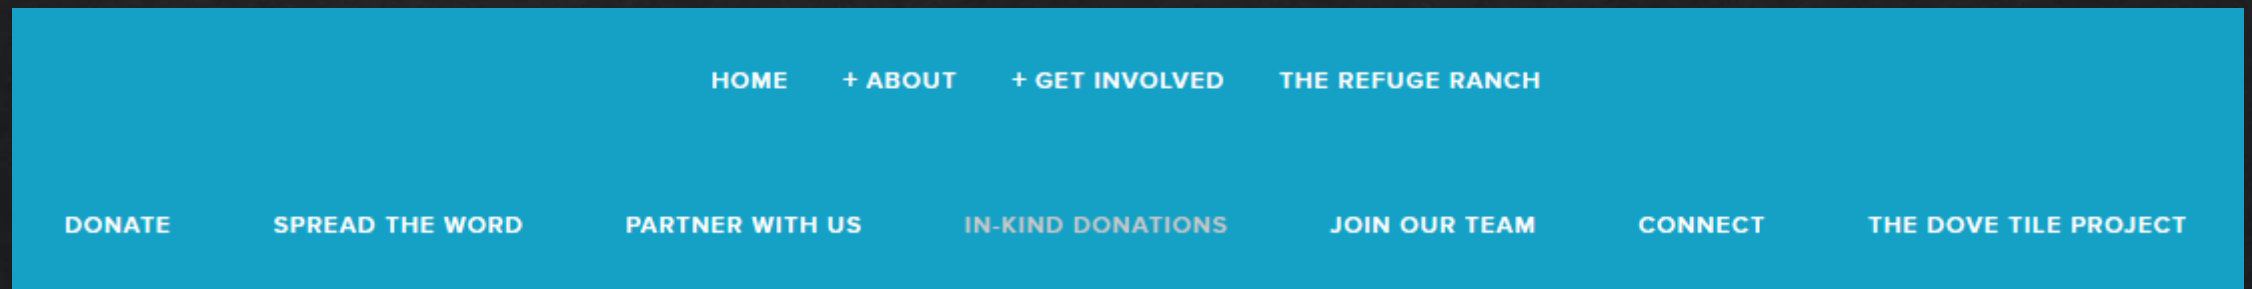 HOME + ABOUT + GET INVOLVED THE REFUGE RANCH
DONATE SPREAD THE WORD PARTNER WITH US IN-KIND DONATIONS JOIN OUR TEAM CONNECT THE DOVE TILE PROJECT